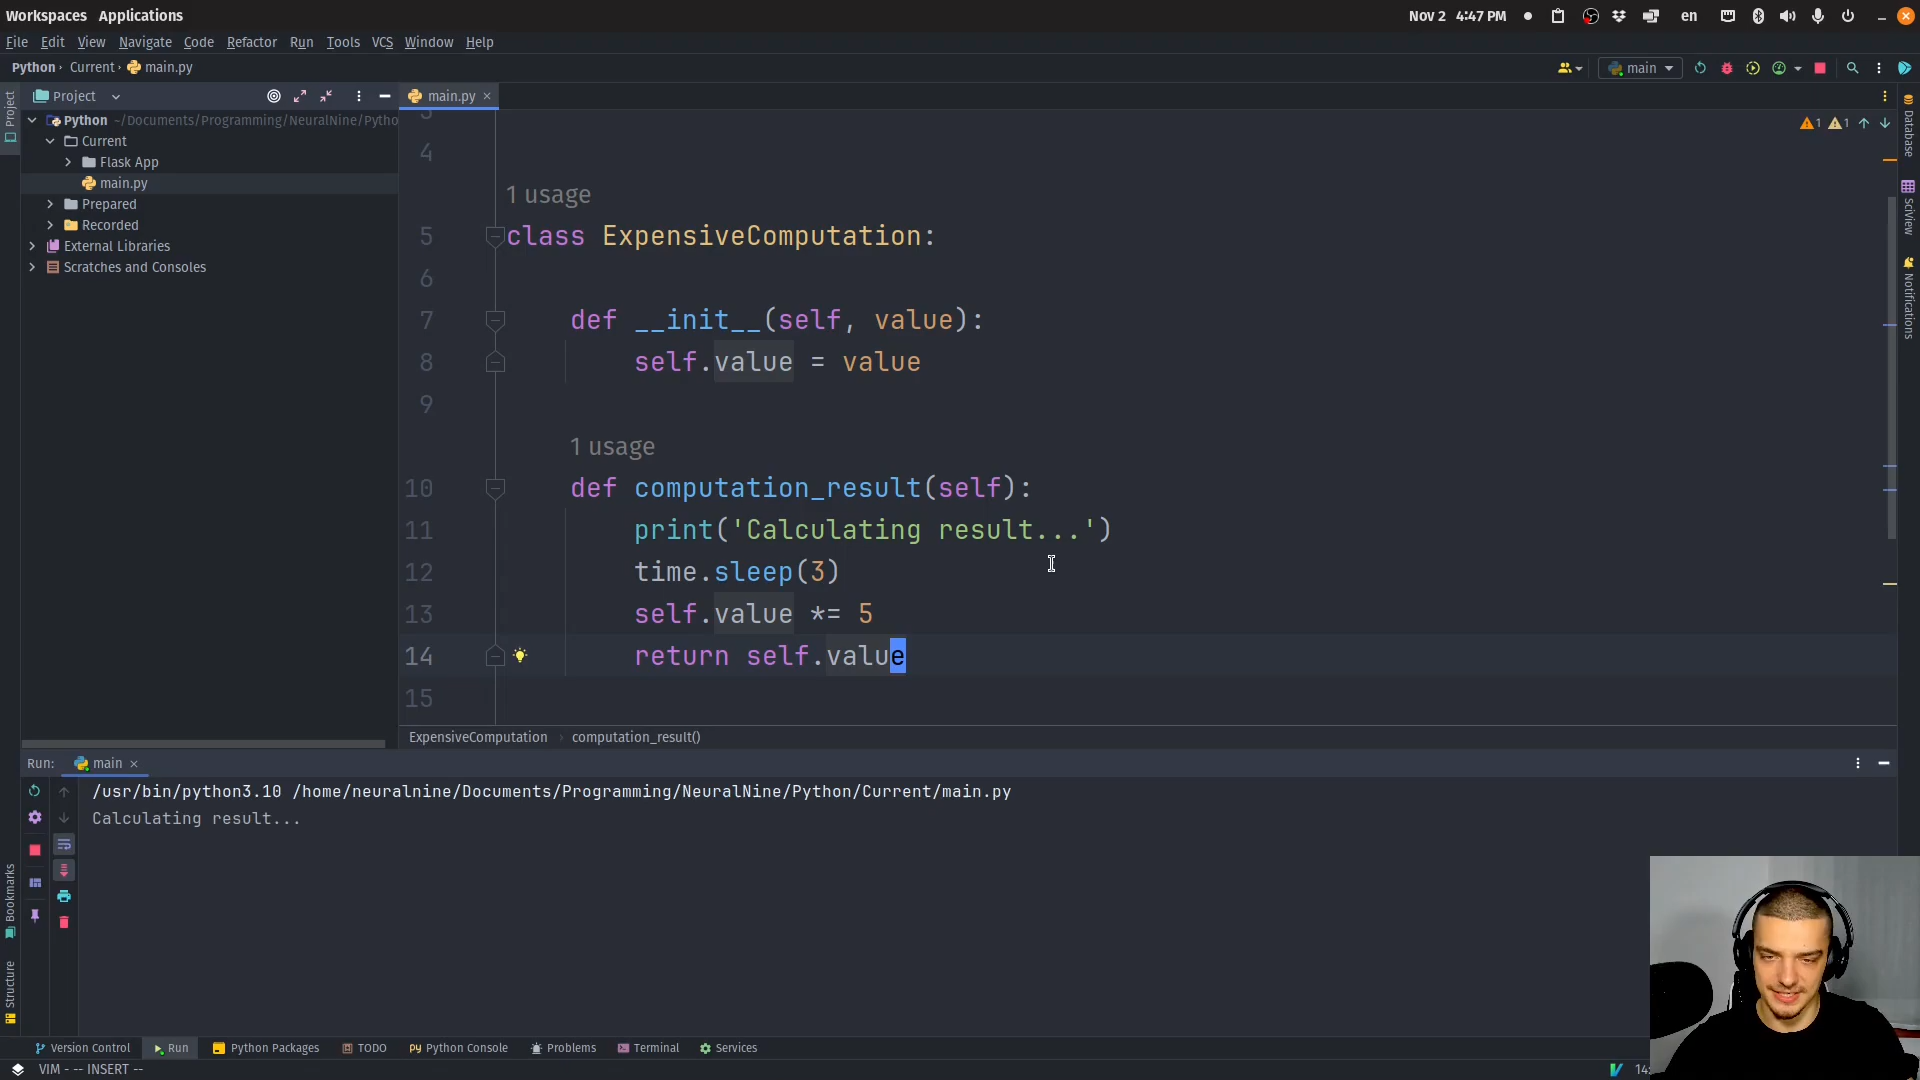 Workspaces Applications Nov 2 4:47 PM en
File Edit View Navigate Code Refactor Run Tools VCS Window Help
Python Current main.py main
Project main.py
Python ~/Documents/Programming/NeuralNine/Pytho
Current
Flask App
main.py
Prepared
Recorded
External Libraries
Scratches and Consoles
Project
Database
SciView
Notifications
1 1
4
1 usage
5 class ExpensiveComputation:
6
7 def __init__(self, value):
8 self.value = value
9
1 usage
10 def computation_result(self):
11 print('Calculating result...')
12 time.sleep(3)
13 self.value *= 5
14 return self.value
15
ExpensiveComputation computation_result()
Run: main
/usr/bin/python3.10 /home/neuralnine/Documents/Programming/NeuralNine/Python/Current/main.py
Calculating result...
Bookmarks
Structure
Version Control Run Python Packages TODO Python Console Problems Terminal Services
VIM - -- INSERT --